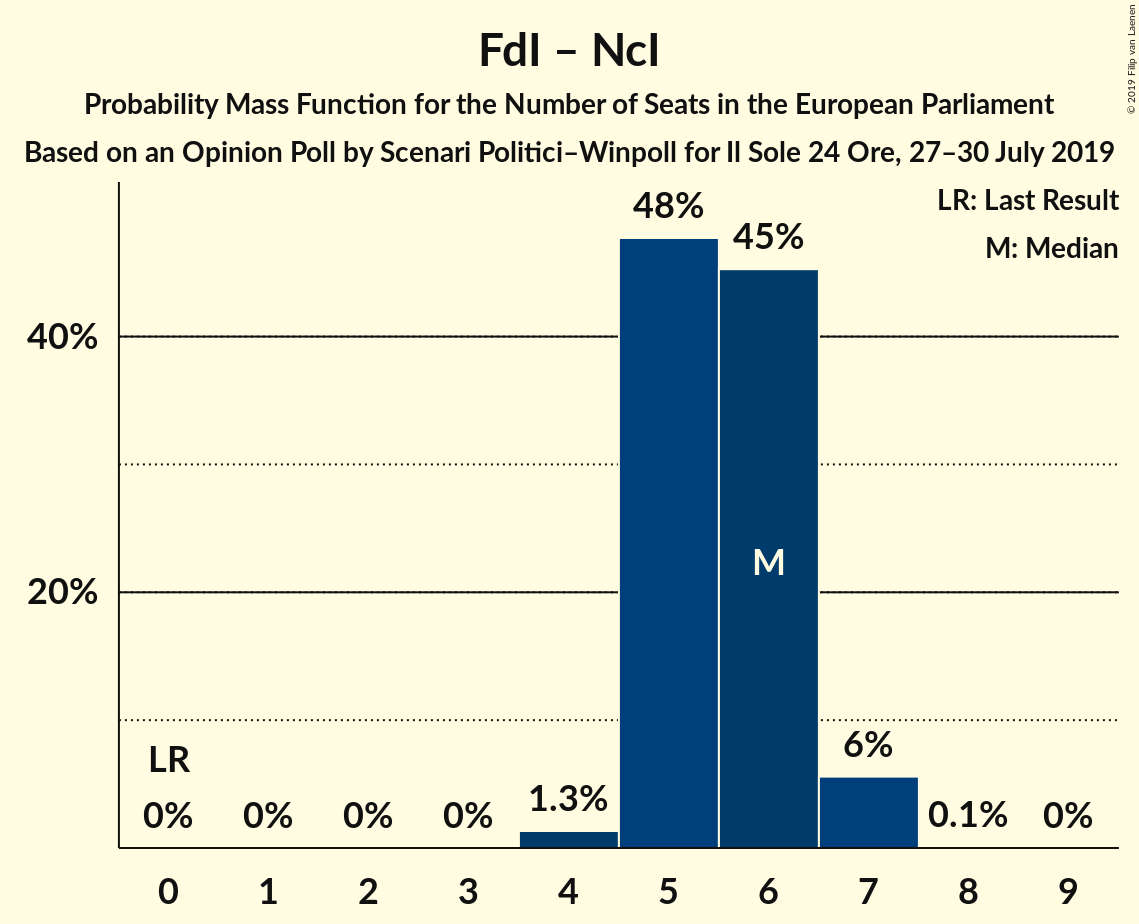 FdI – NcI
Probability Mass Function for the Number of Seats in the European Parliament
Based on an Opinion Poll by Scenari Politici–Winpoll for Il Sole 24 Ore, 27–30 July 2019
© 2019 Filip van Laenen
LR: Last Result
M: Median
48%
45%
40%
M
20%
LR
6%
0%
0%
0%
0%
1.3%
0.1%
0%
0
1
2
3
4
5
6
7
8
9